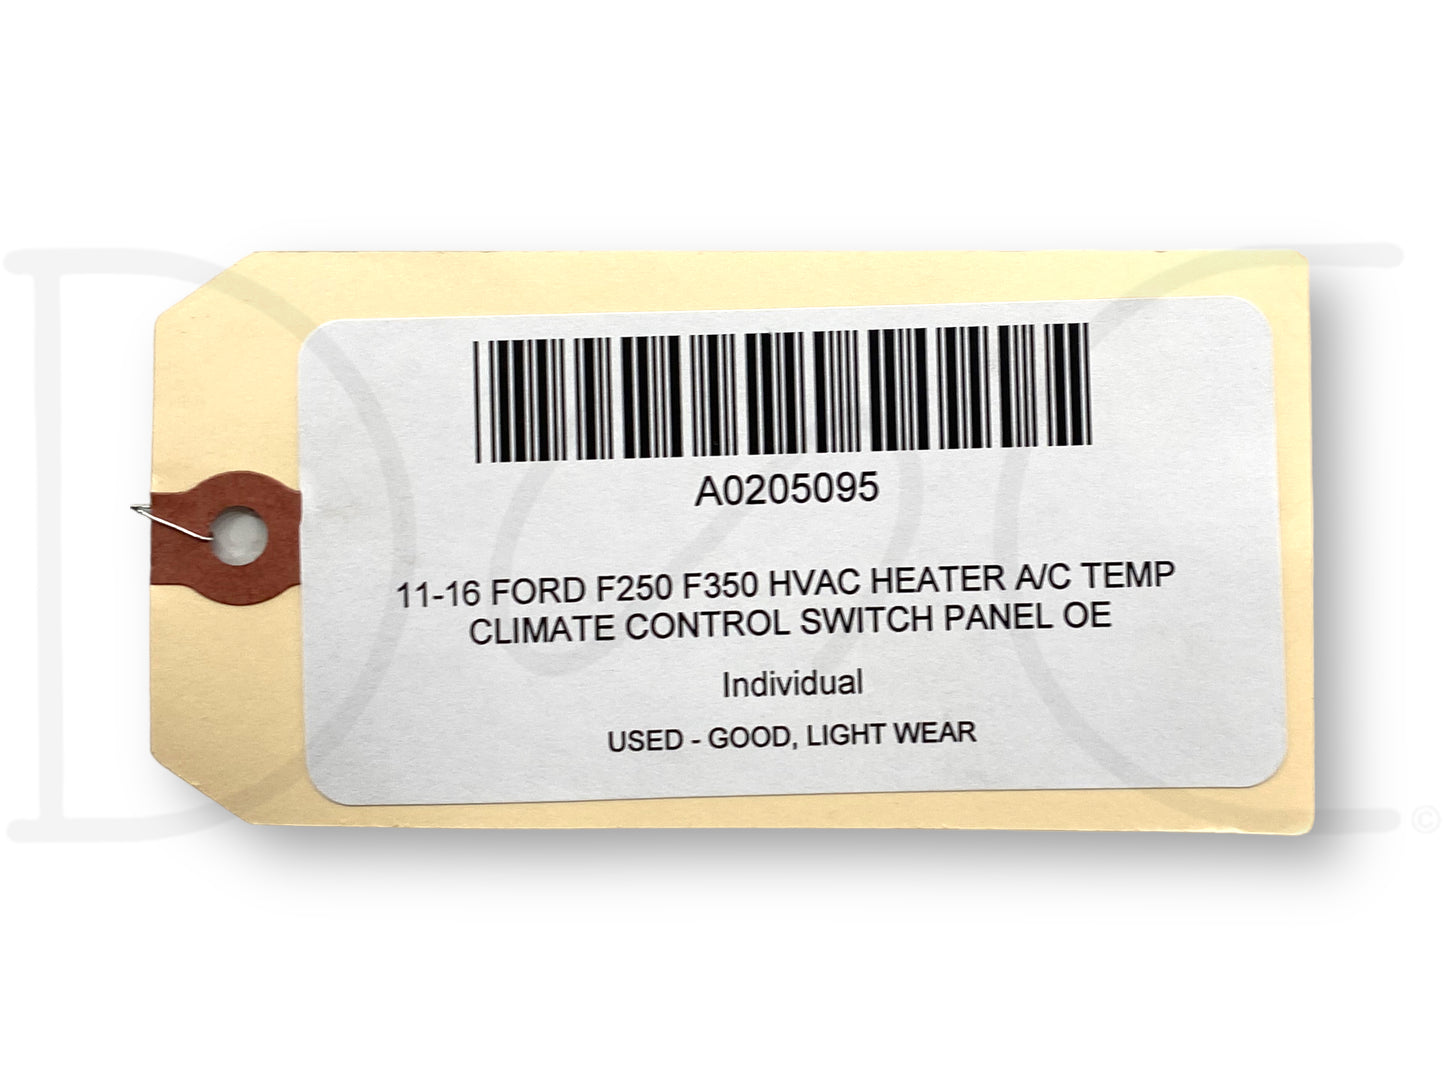 A0205095
11-16 FORD F250 F350 HVAC HEATER A/C TEMP
CLIMATE CONTROL SWITCH PANEL OE
Individual
USED - GOOD, LIGHT WEAR
©